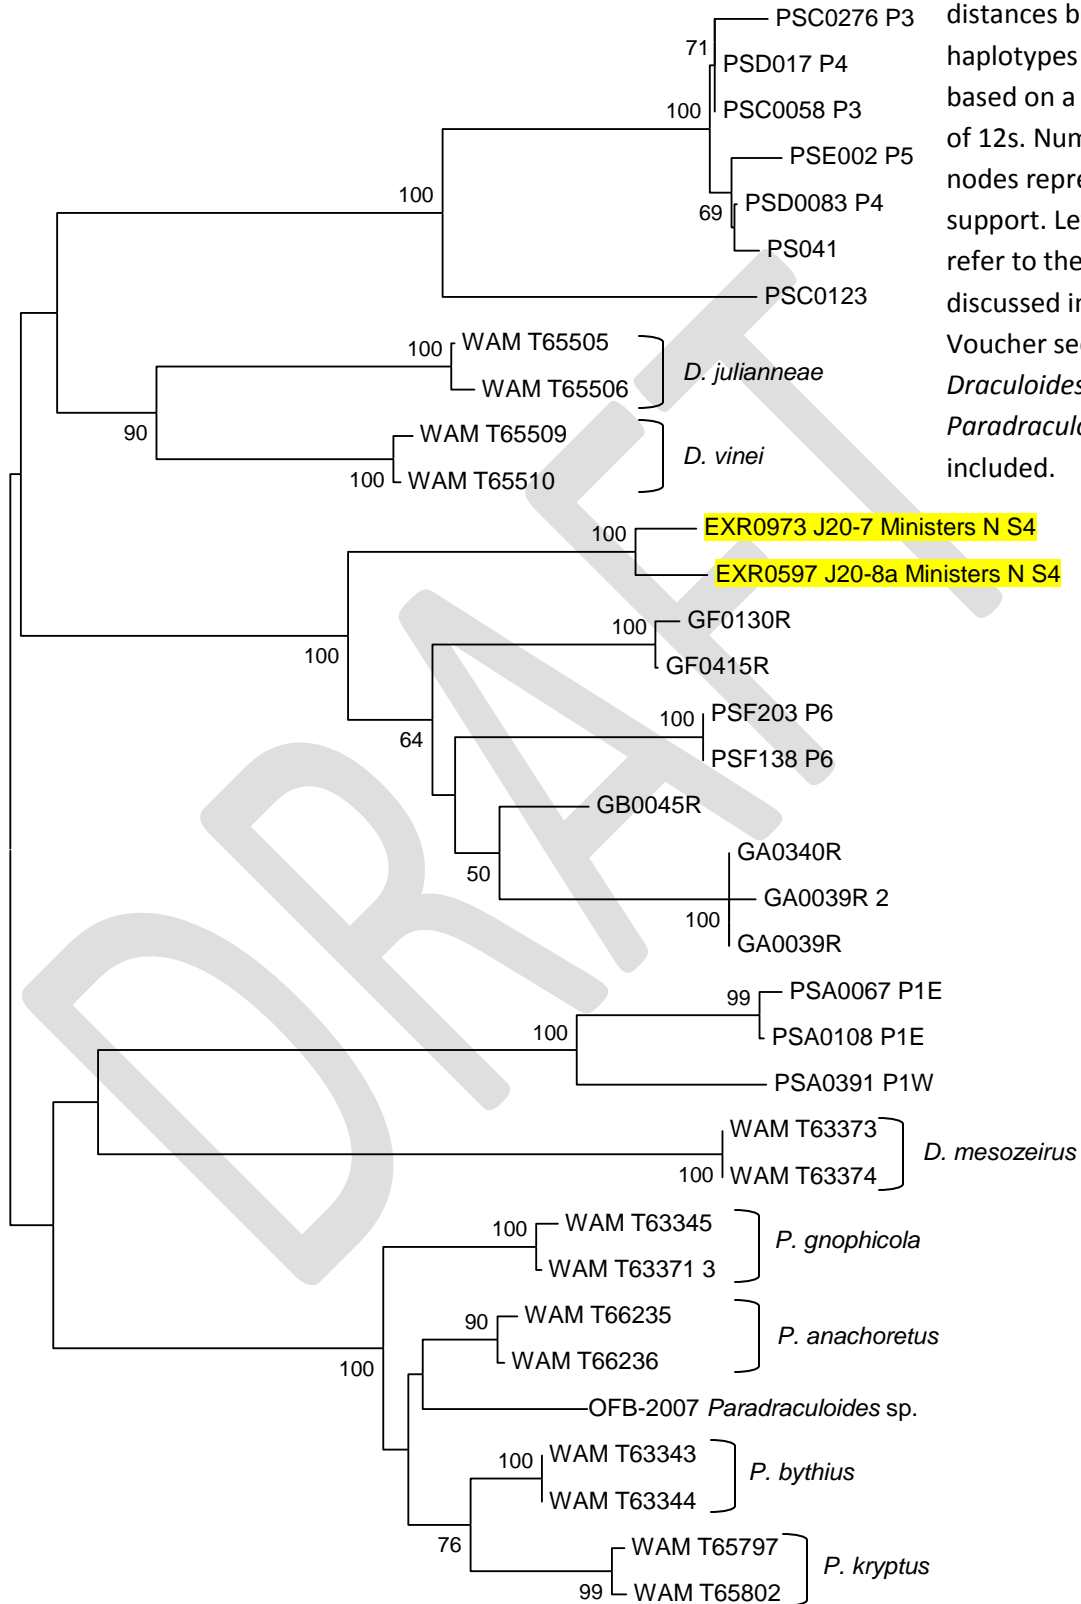 PSC0276 P3
71
PSD017 P4
100
PSC0058 P3
PSE002 P5
100
PSD0083 P4
69
PS041
PSC0123
100
WAM T65505
WAM T65506
D. julianneae
90
WAM T65509
100
WAM T65510
D. vinei
100
EXR0973 J20-7 Ministers N S4
EXR0597 J20-8a Ministers N S4
100
100
GF0130R
GF0415R
64
100
PSF203 P6
PSF138 P6
GB0045R
50
GA0340R
GA0039R 2
100
GA0039R
99
PSA0067 P1E
100
PSA0108 P1E
PSA0391 P1W
WAM T63373
100
WAM T63374
D. mesozeirus
100
WAM T63345
WAM T63371 3
P. gnophicola
90
WAM T66235
WAM T66236
P. anachoretus
100
OFB-2007 Paradraculoides sp.
100
WAM T63343
WAM T63344
P. bythius
76
WAM T65797
99
WAM T65802
P. kryptus
distances b
haplotypes
based on a
of 12s. Num
nodes repre
support. Le
refer to the
discussed in
Voucher se
Draculoides
Paradracul
included.
DRAFT